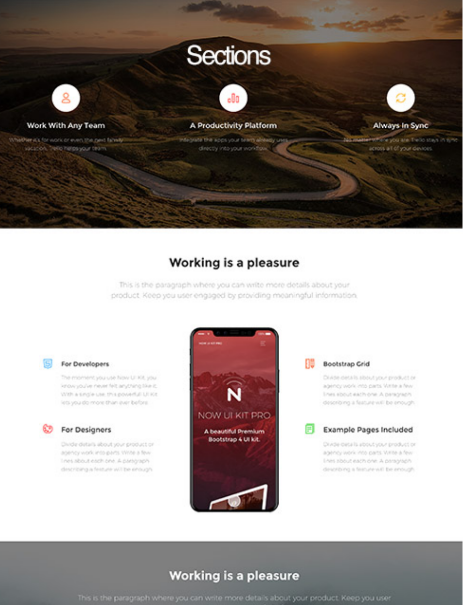 Sections
Work With Any Team
A Productivity Platform
Always in Sync
Whether it's for work or even the next family
vacation, helps your team.
Integrate the apps your team already uses
directly into your workflow.
No matter where you are, Trello stays in sync
across all of your devices.
Working is a pleasure
This is the paragraph where you can write more details about your
product. Keep you user engaged by providing meaningful information.
For Developers
The moment you use Now UI Kit, you
know you've never felt anything like it.
With a single use, this powerful UI Kit
lets you do more than ever before.
For Designers
Divide details about your product or
agency work into parts. Write a few
lines about each one. A paragraph
describing a feature will be enough.
N
NOW UI KIT PRO
A beautiful Premium
Bootstrap 4 UI kit.
Bootstrap Grid
Divide details about your product or
agency work into parts. Write a few
lines about each one. A paragraph
describing a feature will be enough.
Example Pages Included
Divide details about your product or
agency work into parts. Write a few
lines about each one. A paragraph
describing a feature will be enough.
Working is a pleasure
This is the paragraph where you can write more details about your product. Keep you user